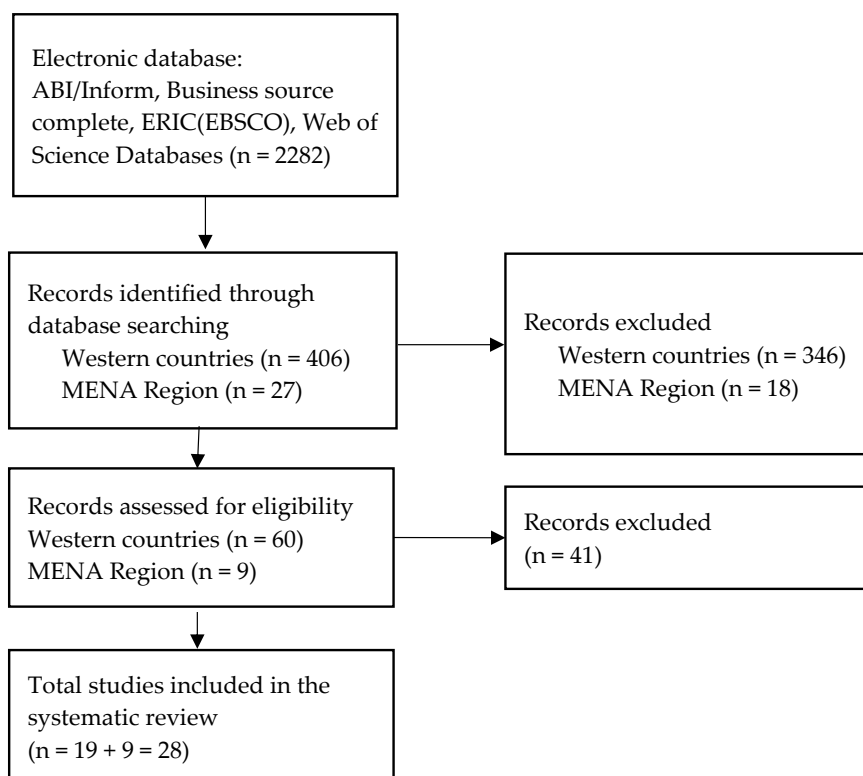 Electronic database:
ABI/Inform, Business source
complete, ERIC(EBSCO), Web of
Science Databases (n = 2282)
Records identified through
database searching
Western countries (n = 406)
MENA Region (n = 27)
Records excluded
Western countries (n = 346)
MENA Region (n = 18)
Records assessed for eligibility
Western countries (n = 60)
MENA Region (n = 9)
Records excluded
(n = 41)
Total studies included in the
systematic review
(n = 19 + 9 = 28)